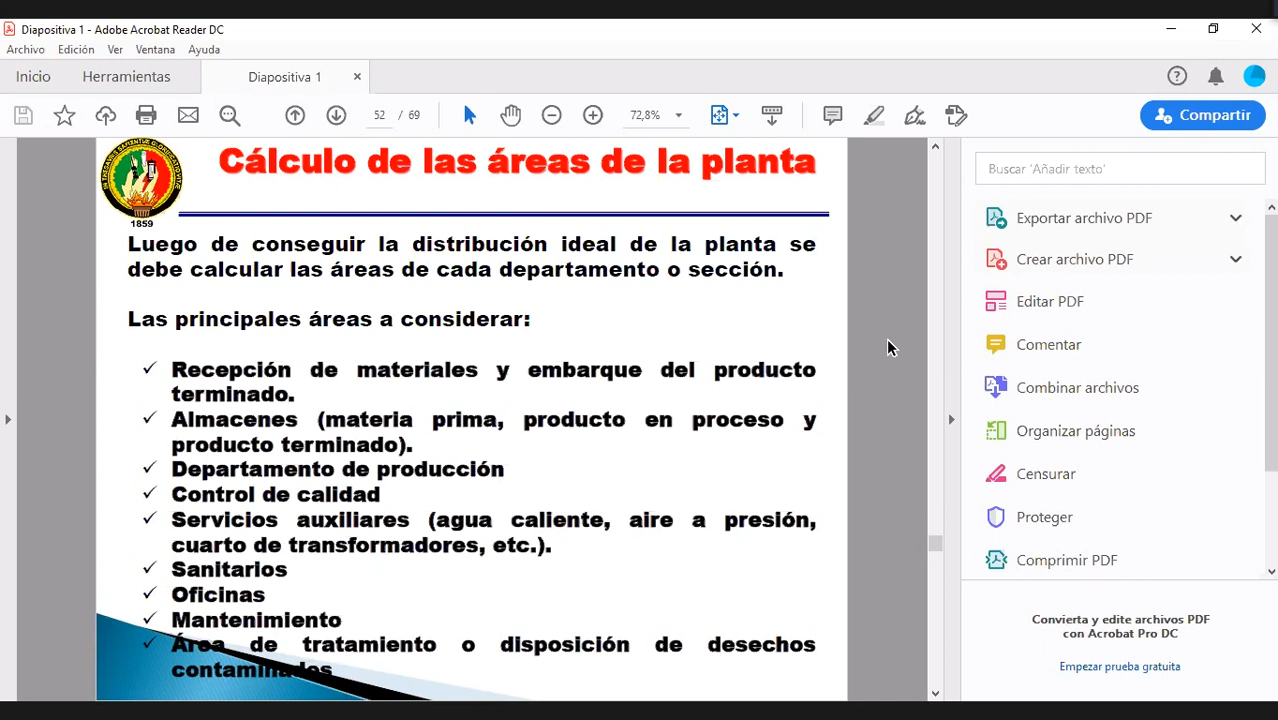 Diapositiva 1 - Adobe Acrobat Reader DC
Archivo Edición Ver Ventana Ayuda
Inicio Herramientas Diapositiva 1
52 / 69 72,8% Compartir
Cálculo de las áreas de la planta
1859
Luego de conseguir la distribución ideal de la planta se
debe calcular las áreas de cada departamento o sección.
Las principales áreas a considerar:
Recepción de materiales y embarque del producto
terminado.
Almacenes (materia prima, producto en proceso y
producto terminado).
Departamento de producción
Control de calidad
Servicios auxiliares (agua caliente, aire a presión,
cuarto de transformadores, etc.).
Sanitarios
Oficinas
Mantenimiento
Área de tratamiento o disposición de desechos
contaminados
Buscar 'Añadir texto'
Exportar archivo PDF
Crear archivo PDF
Editar PDF
Comentar
Combinar archivos
Organizar páginas
Censurar
Proteger
Comprimir PDF
Convierta y edite archivos PDF
con Acrobat Pro DC
Empezar prueba gratuita